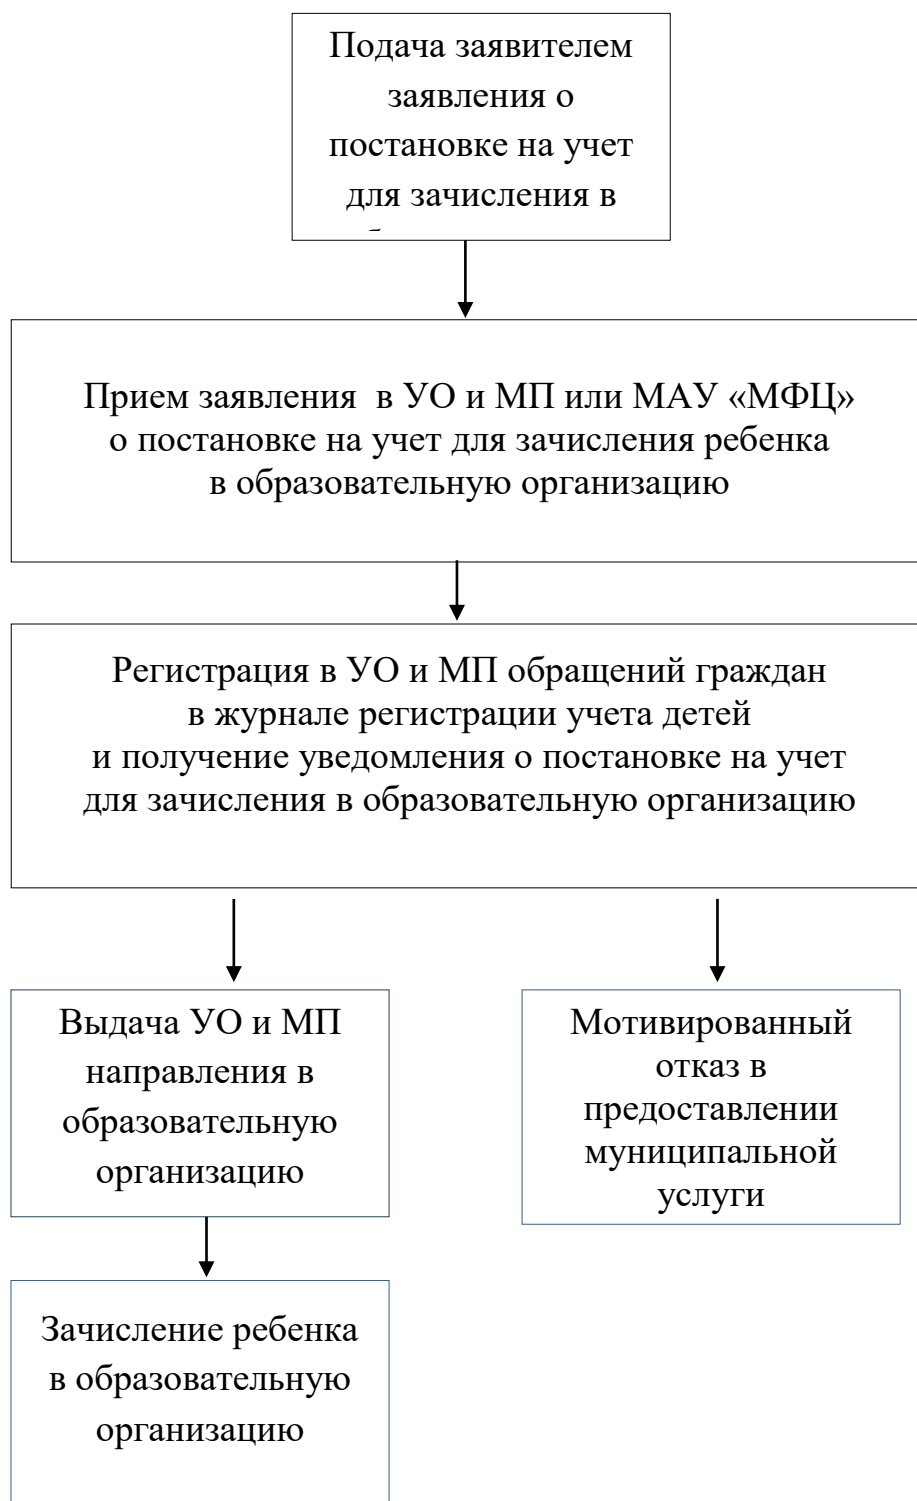 Подача заявителем
заявления о
постановке на учет
для зачисления в
Прием заявления  в УО и МП или МАУ «МФЦ»
о постановке на учет для зачисления ребенка
в образовательную организацию
Регистрация в УО и МП обращений граждан
в журнале регистрации учета детей
и получение уведомления о постановке на учет
для зачисления в образовательную организацию
Выдача УО и МП
направления в
образовательную
организацию
Мотивированный
отказ в
предоставлении
муниципальной
услуги
Зачисление ребенка
в образовательную
организацию